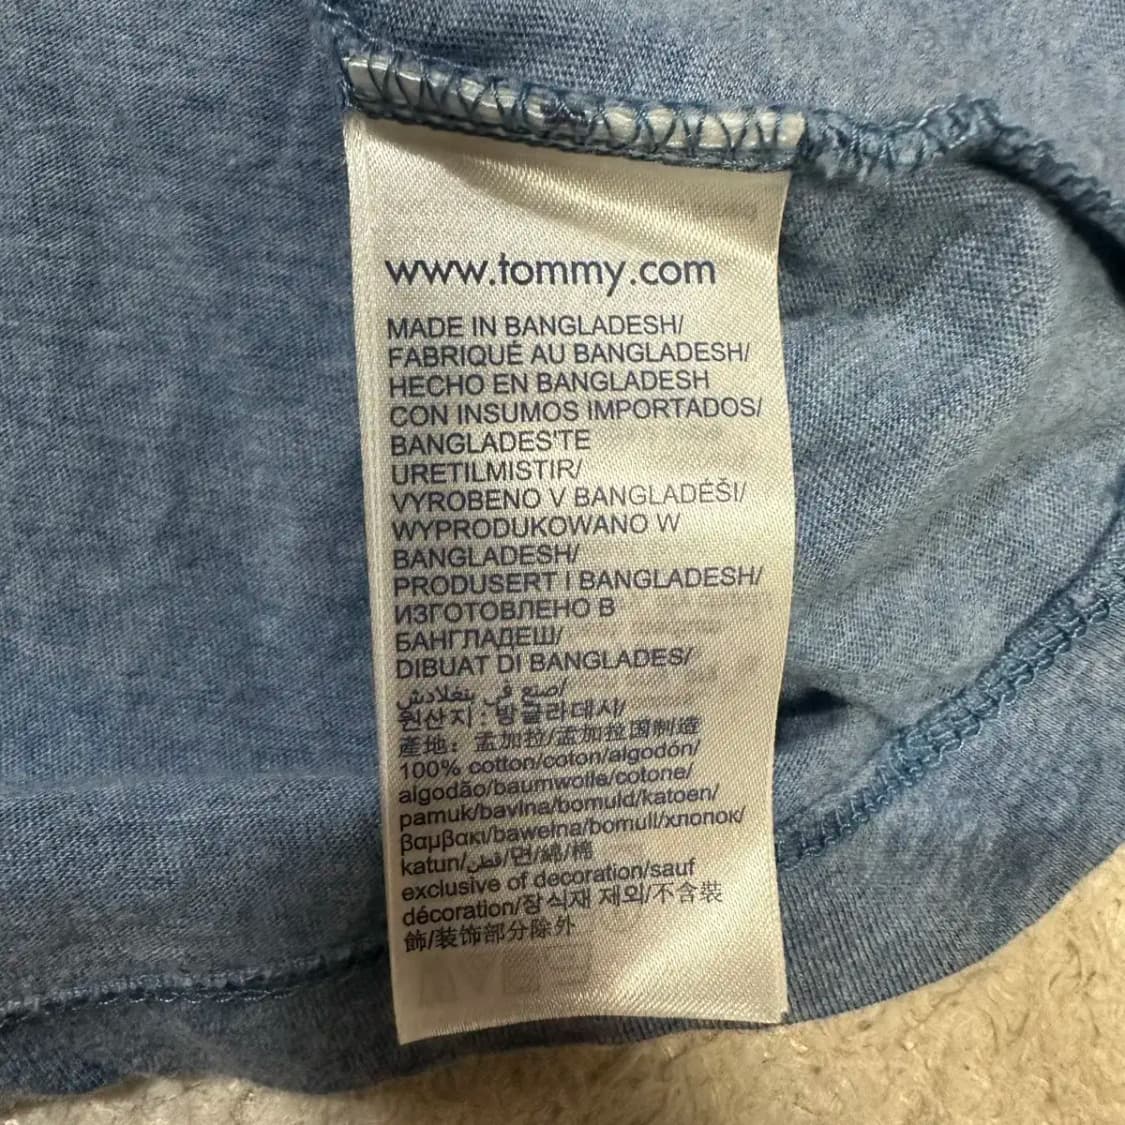 www.tommy.com
MADE IN BANGLADESH/
FABRIQUÉ AU BANGLADESH/
HECHO EN BANGLADESH
CON INSUMOS IMPORTADOS/
BANGLADES'TE
URETILMISTIR/
VYROBENO V BANGLADÉŠI/
WYPRODUKOWANO W
BANGLADESH/
PRODUSERT I BANGLADESH/
ИЗГОТОВЛЕНО В
БАНГЛАДЕШ/
DIBUAT DI BANGLADES/
صنع في بنغلادش/
원산지 : 방글라데시/
產地：孟加拉/孟加拉国制造
100% cotton/coton/algodón/
algodão/baumwolle/cotone/
pamuk/bavlna/bomuld/katoen/
βαμβακι/bawełna/bomull/хлопок/
katun/قطن/면/綿/棉
exclusive of decoration/sauf
décoration/장식재 제외/不含裝
飾/装饰部分除外